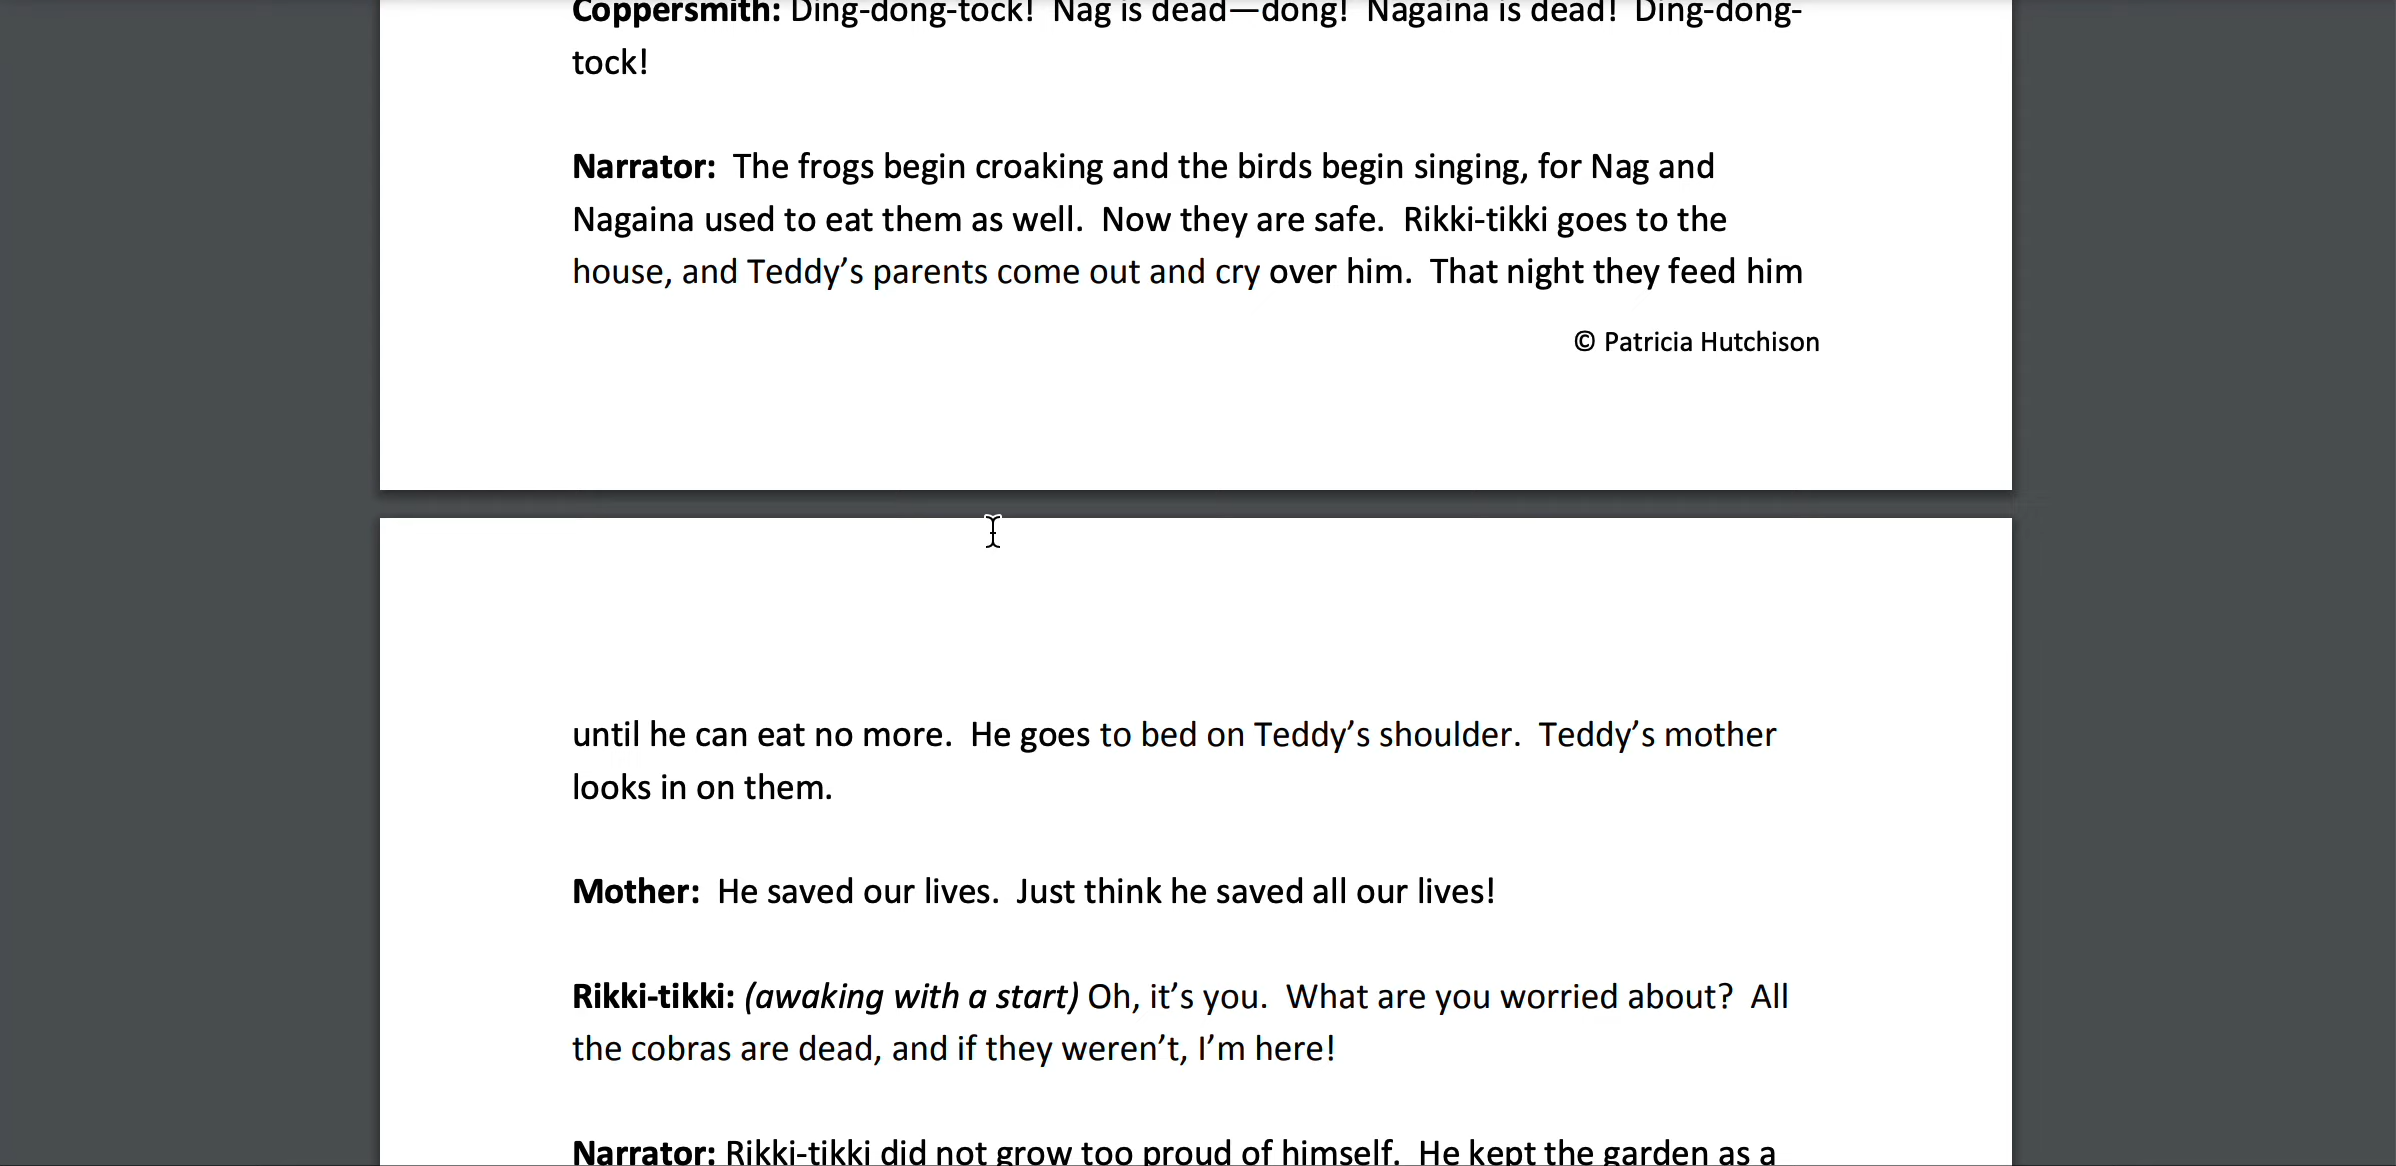 Coppersmith: Ding-dong-tock!  Nag is dead—dong!  Nagaina is dead!  Ding-dong-
tock!
Narrator:  The frogs begin croaking and the birds begin singing, for Nag and
Nagaina used to eat them as well.  Now they are safe.  Rikki-tikki goes to the
house, and Teddy’s parents come out and cry over him.  That night they feed him
© Patricia Hutchison
until he can eat no more.  He goes to bed on Teddy’s shoulder.  Teddy’s mother
looks in on them.
Mother:  He saved our lives.  Just think he saved all our lives!
Rikki-tikki: (awaking with a start) Oh, it’s you.  What are you worried about?  All
the cobras are dead, and if they weren’t, I’m here!
Narrator: Rikki-tikki did not grow too proud of himself.  He kept the garden as a